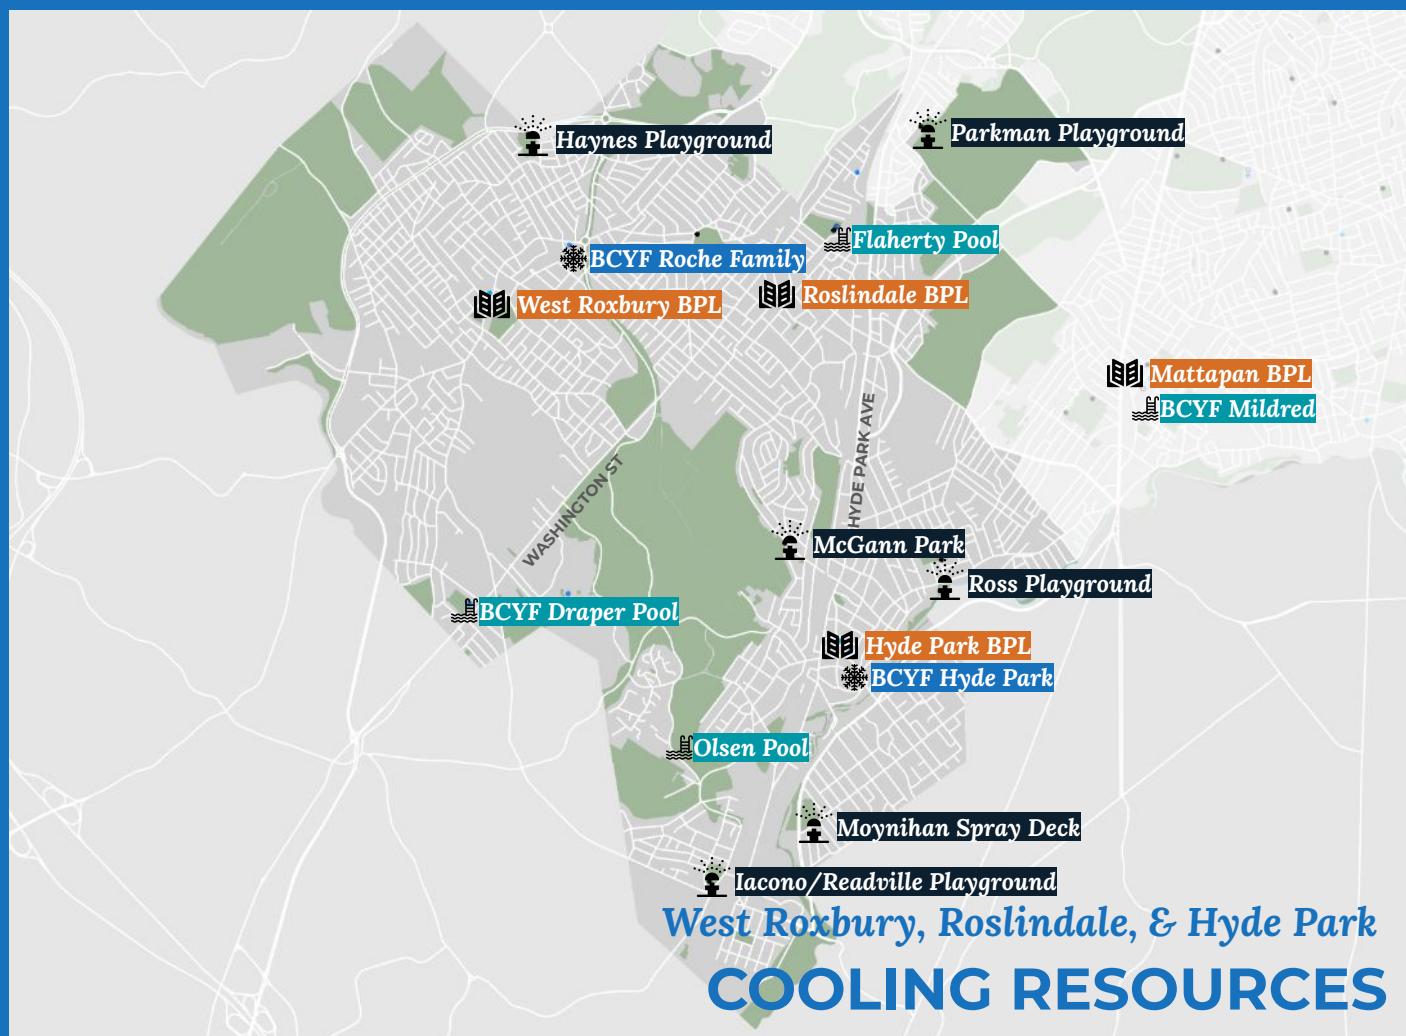 Haynes Playground
Parkman Playground
Flaherty Pool
BCYF Roche Family
Roslindale BPL
West Roxbury BPL
Mattapan BPL
BCYF Mildred
HYDE PARK AVE
WASHINGTON ST
McGann Park
Ross Playground
BCYF Draper Pool
Hyde Park BPL
BCYF Hyde Park
Olsen Pool
Moynihan Spray Deck
Iacono/Readville Playground
West Roxbury, Roslindale, & Hyde Park
COOLING RESOURCES